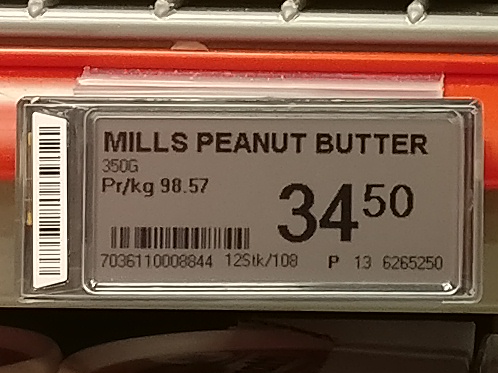 MILLS PEANUT BUTTER
350G
Pr/kg 98.57
34 50
7036110008844 12Stk/108 P 13 6265250